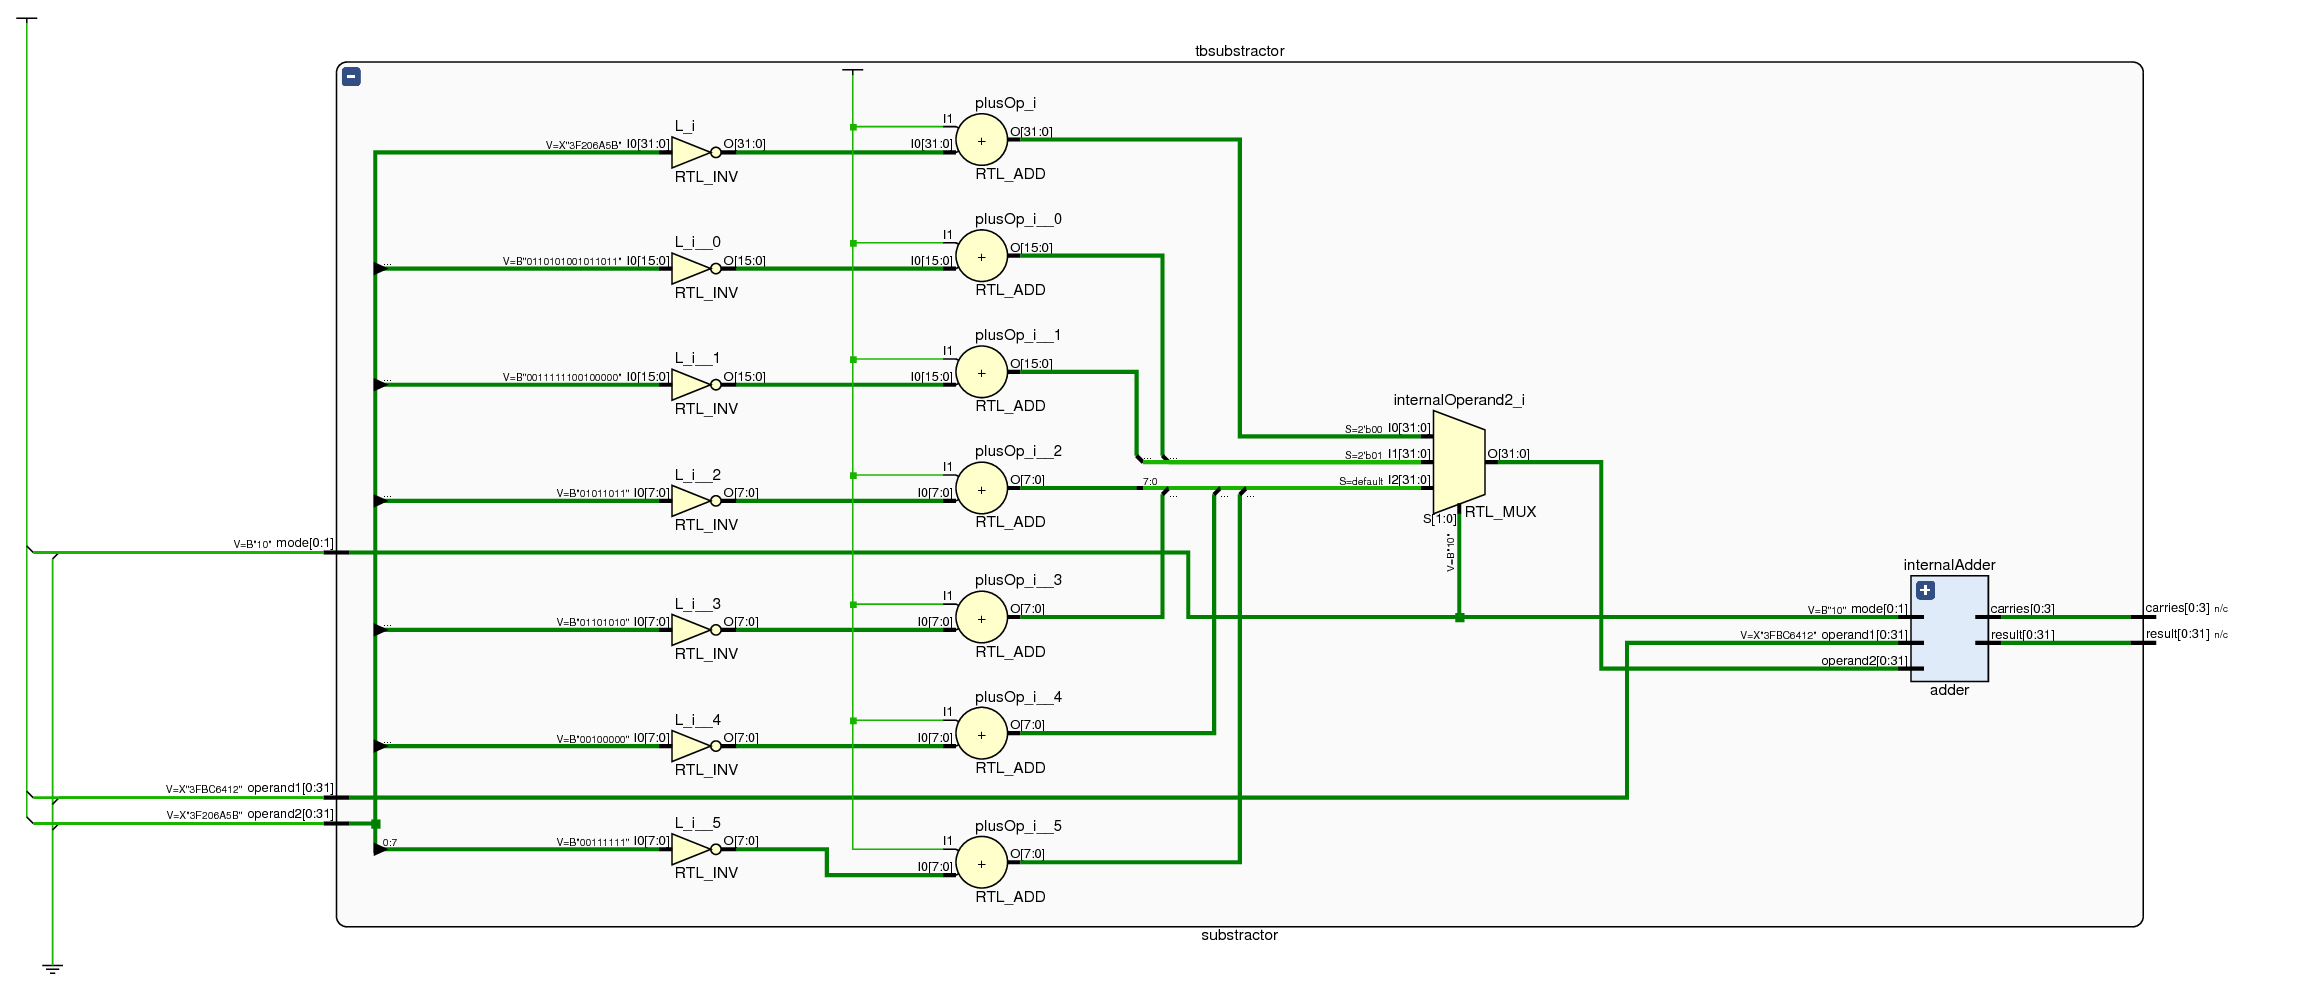 tbsubstractor
plusOp_i
L_i
I1
O[31:0]
V=X"3F206A5B" I0[31:0]
O[31:0]
I0[31:0]
+
RTL_INV
RTL_ADD
plusOp_i__0
L_i__0
I1
O[15:0]
...
V=B"0110101001011011" I0[15:0]
O[15:0]
I0[15:0]
+
RTL_INV
RTL_ADD
plusOp_i__1
L_i__1
I1
O[15:0]
...
V=B"0011111100100000" I0[15:0]
O[15:0]
I0[15:0]
+
RTL_INV
RTL_ADD
internalOperand2_i
S=2'b00 I0[31:0]
S=2'b01 I1[31:0]
S=default I2[31:0]
O[31:0]
S[1:0]
RTL_MUX
V=B"10"
plusOp_i__2
L_i__2
I1
O[7:0]
7:0
...
...
...
...
...
...
V=B"01011011" I0[7:0]
O[7:0]
I0[7:0]
+
RTL_INV
RTL_ADD
V=B"10" mode[0:1]
plusOp_i__3
L_i__3
I1
O[7:0]
...
V=B"01101010" I0[7:0]
O[7:0]
I0[7:0]
+
RTL_INV
RTL_ADD
internalAdder
V=B"10" mode[0:1]
carries[0:3]
carries[0:3] n/c
V=X"3FBC6412" operand1[0:31]
result[0:31]
result[0:31] n/c
operand2[0:31]
adder
plusOp_i__4
L_i__4
I1
O[7:0]
...
V=B"00100000" I0[7:0]
O[7:0]
I0[7:0]
+
RTL_INV
RTL_ADD
V=X"3FBC6412" operand1[0:31]
V=X"3F206A5B" operand2[0:31]
plusOp_i__5
L_i__5
I1
O[7:0]
0:7
V=B"00111111" I0[7:0]
O[7:0]
I0[7:0]
+
RTL_INV
RTL_ADD
substractor